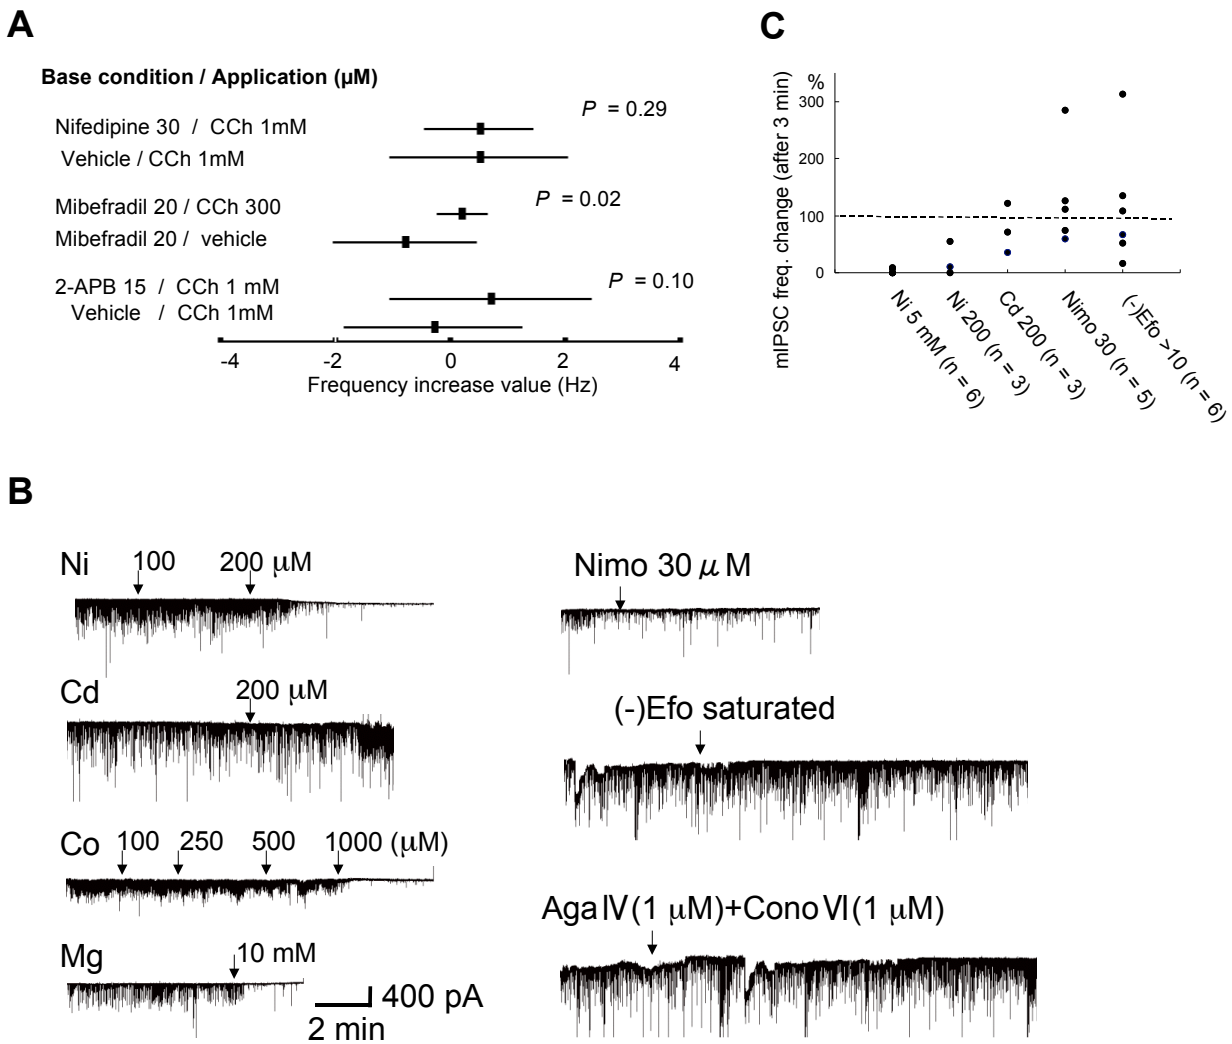 A
Base condition / Application (µM)
Nifedipine 30 / CCh 1mM
P = 0.29
Vehicle / CCh 1mM
Mibefradil 20 / CCh 300
P = 0.02
Mibefradil 20 / vehicle
2-APB 15 / CCh 1 mM
P = 0.10
Vehicle / CCh 1mM
-4 -2 0 2 4
Frequency increase value (Hz)
C
mIPSC freq. change (after 3 min)
%
300
200
100
0
Ni 5 mM (n = 6)
Ni 200 (n = 3)
Cd 200 (n = 3)
Nimo 30 (n = 5)
(-)Efo >10 (n = 6)
B
Ni 100 200 µM
Cd 200 µM
Co 100 250 500 1000 (µM)
Mg 10 mM
400 pA
2 min
Nimo 30 μ M
(-)Efo saturated
Aga Ⅳ (1 µM)+Cono Ⅵ (1 µM)